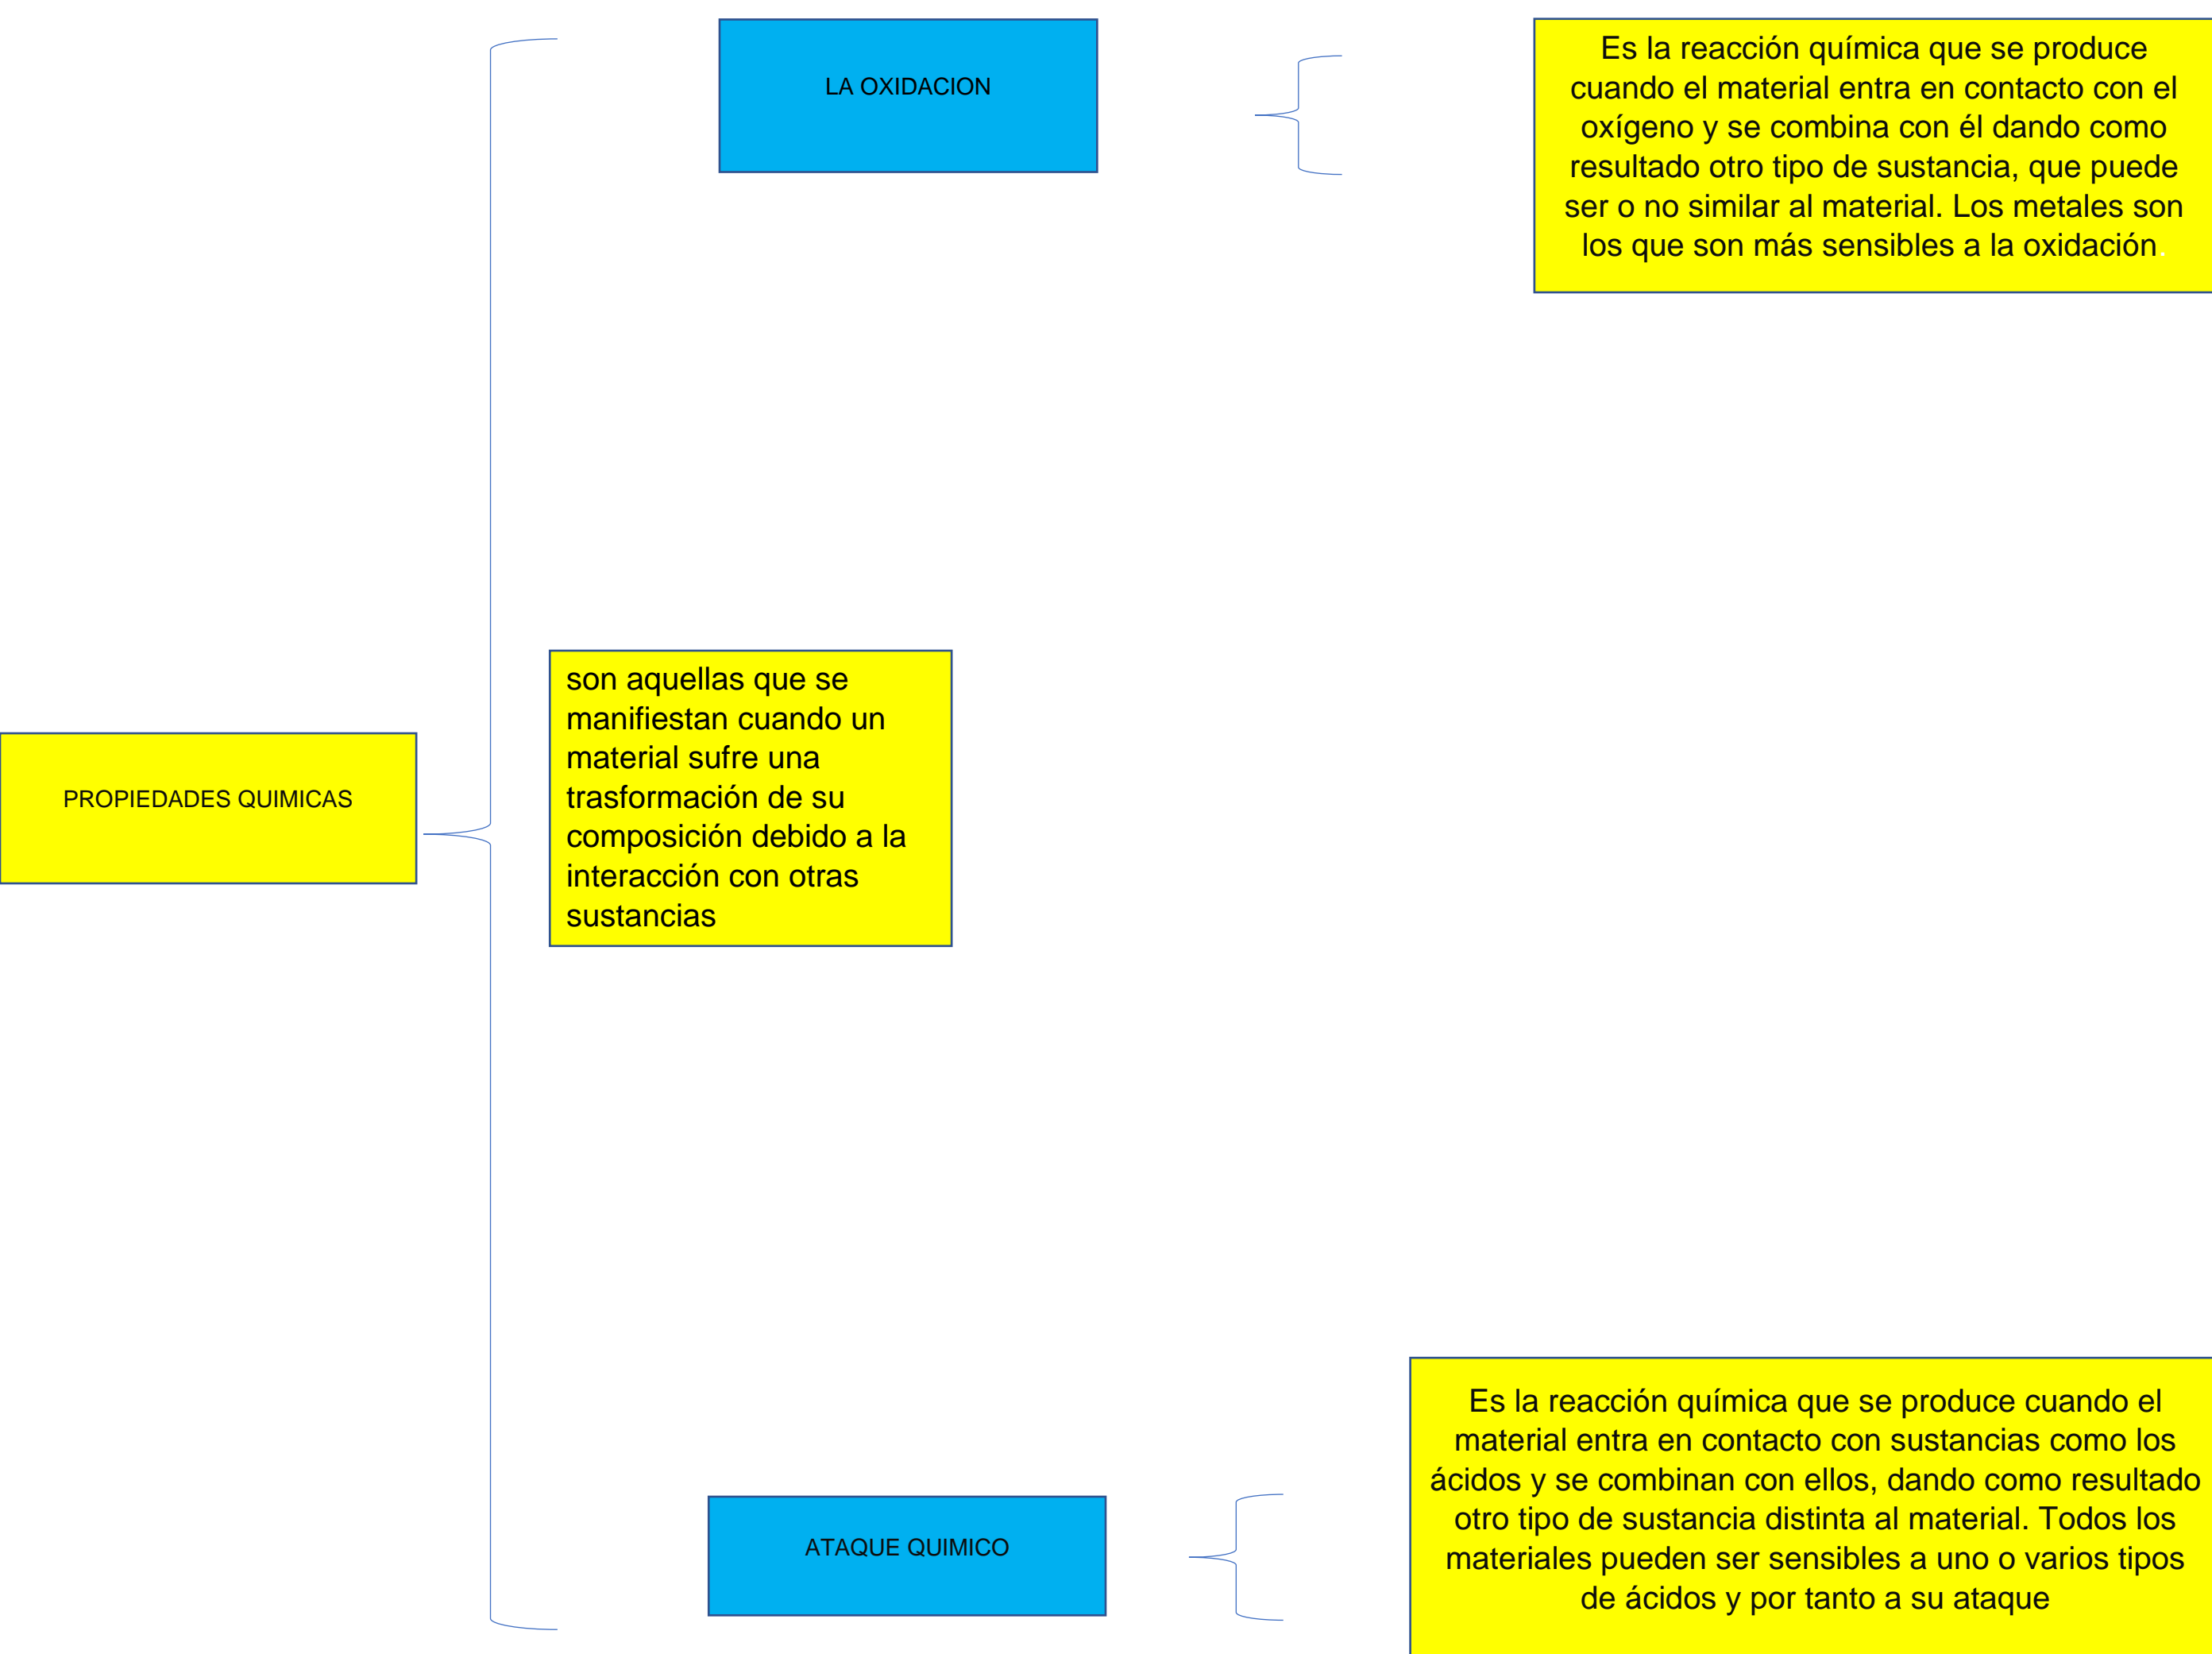 LA OXIDACION
Es la reacción química que se produce
cuando el material entra en contacto con el
oxígeno y se combina con él dando como
resultado otro tipo de sustancia, que puede
ser o no similar al material. Los metales son
los que son más sensibles a la oxidación.
PROPIEDADES QUIMICAS
son aquellas que se
manifiestan cuando un
material sufre una
trasformación de su
composición debido a la
interacción con otras
sustancias
ATAQUE QUIMICO
Es la reacción química que se produce cuando el
material entra en contacto con sustancias como los
ácidos y se combinan con ellos, dando como resultado
otro tipo de sustancia distinta al material. Todos los
materiales pueden ser sensibles a uno o varios tipos
de ácidos y por tanto a su ataque